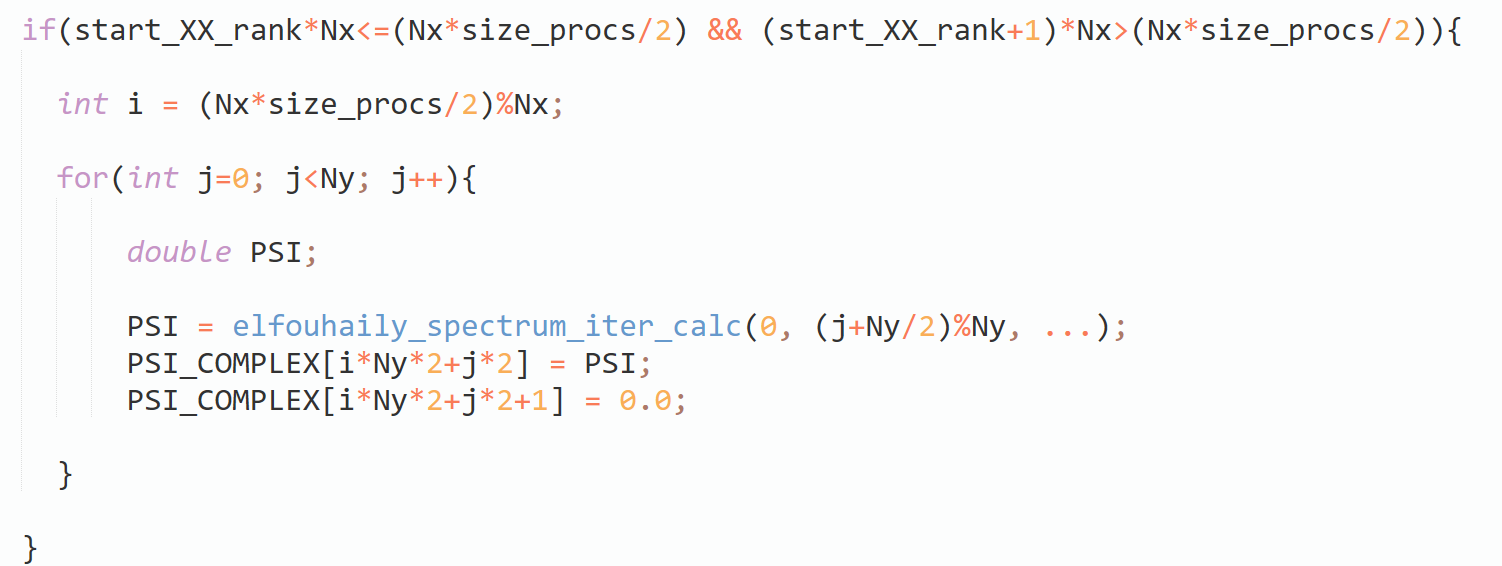 if(start_XX_rank*Nx<=(Nx*size_procs/2) && (start_XX_rank+1)*Nx>(Nx*size_procs/2)){
int i = (Nx*size_procs/2)%Nx;
for(int j=0; j<Ny; j++){
double PSI;
PSI = elfouhaily_spectrum_iter_calc(0, (j+Ny/2)%Ny, ...);
PSI_COMPLEX[i*Ny*2+j*2] = PSI;
PSI_COMPLEX[i*Ny*2+j*2+1] = 0.0;
}
}